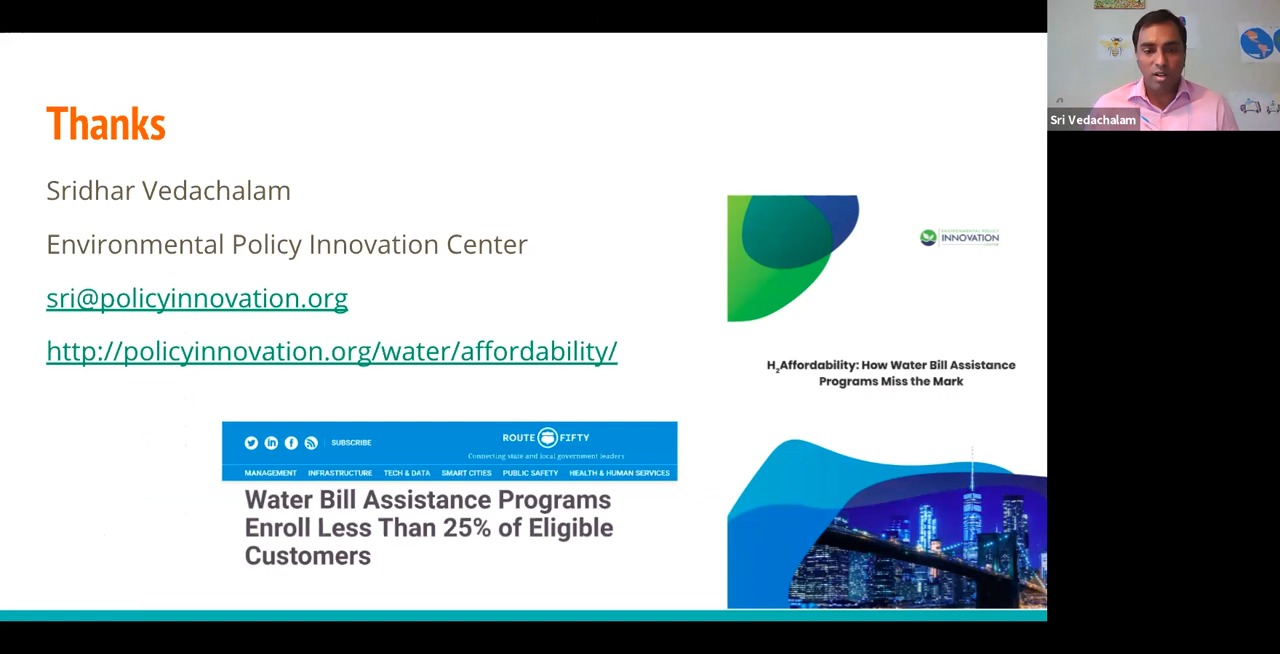 Thanks
Sridhar Vedachalam
Environmental Policy Innovation Center
sri@policyinnovation.org
http://policyinnovation.org/water/affordability/
SUBSCRIBE
ROUTE FIFTY
Connecting state and local government leaders
MANAGEMENT INFRASTRUCTURE TECH & DATA SMART CITIES PUBLIC SAFETY HEALTH & HUMAN SERVICES
Water Bill Assistance Programs
Enroll Less Than 25% of Eligible
Customers
ENVIRONMENTAL POLICY
INNOVATION
CENTER
H₂Affordability: How Water Bill Assistance
Programs Miss the Mark
Sri Vedachalam